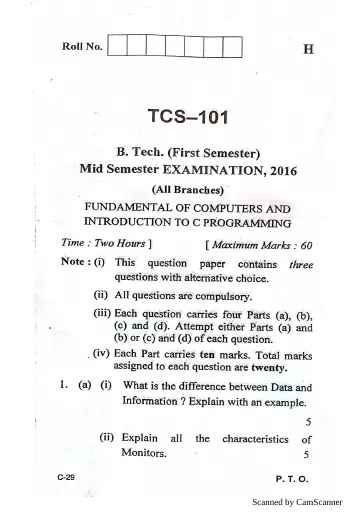 Roll No.
H
TCS–101
B. Tech. (First Semester)
Mid Semester EXAMINATION, 2016
(All Branches)
FUNDAMENTAL OF COMPUTERS AND
INTRODUCTION TO C PROGRAMMING
Time : Two Hours ] [ Maximum Marks : 60
Note : (i) This question paper contains three
questions with alternative choice.
(ii) All questions are compulsory.
(iii) Each question carries four Parts (a), (b),
(c) and (d). Attempt either Parts (a) and
(b) or (c) and (d) of each question.
(iv) Each Part carries ten marks. Total marks
assigned to each question are twenty.
1. (a) (i) What is the difference between Data and
Information ? Explain with an example.
5
(ii) Explain all the characteristics of
Monitors. 5
C-29 P. T. O.
Scanned by CamScanner